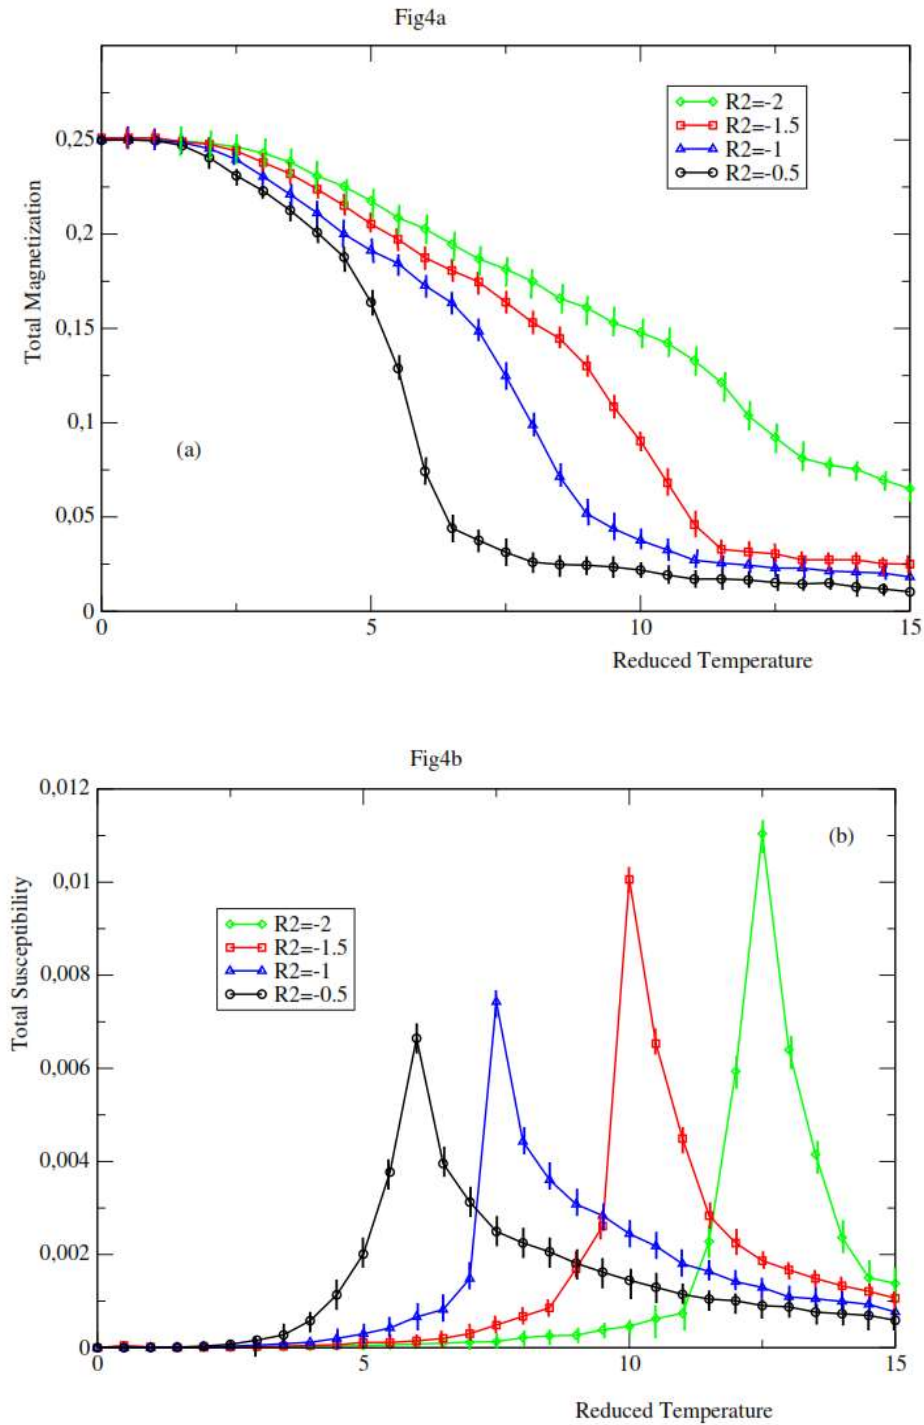 Fig4a
R2=-2
R2=-1.5
R2=-1
R2=-0.5
0,25
0,2
0,15
0,1
0,05
0
Total Magnetization
(a)
0
5
10
15
Reduced Temperature
Fig4b
0,012
0,01
0,008
0,006
0,004
0,002
0
Total Susceptibility
(b)
R2=-2
R2=-1.5
R2=-1
R2=-0.5
0
5
10
15
Reduced Temperature